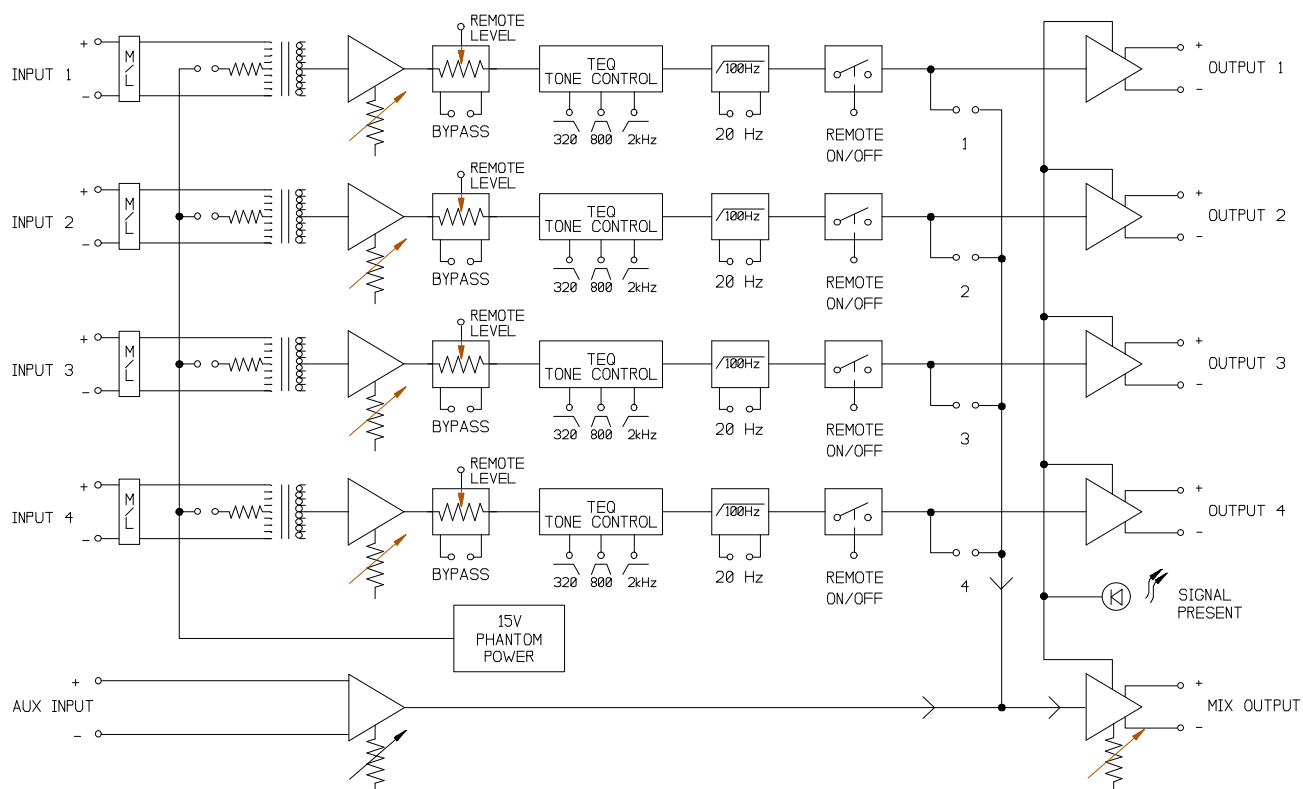 REMOTE
LEVEL
+
M/L
TEQ
TONE CONTROL
100Hz
+
INPUT 1
OUTPUT 1
-
-
BYPASS
320 800 2kHz
20 Hz
REMOTE
ON/OFF
1
REMOTE
LEVEL
+
M/L
TEQ
TONE CONTROL
100Hz
+
INPUT 2
OUTPUT 2
-
-
BYPASS
320 800 2kHz
20 Hz
REMOTE
ON/OFF
2
REMOTE
LEVEL
+
M/L
TEQ
TONE CONTROL
100Hz
+
INPUT 3
OUTPUT 3
-
-
BYPASS
320 800 2kHz
20 Hz
REMOTE
ON/OFF
3
REMOTE
LEVEL
+
M/L
TEQ
TONE CONTROL
100Hz
+
INPUT 4
OUTPUT 4
-
-
BYPASS
320 800 2kHz
20 Hz
REMOTE
ON/OFF
4
SIGNAL
PRESENT
15V
PHANTOM
POWER
+
+
AUX INPUT
MIX OUTPUT
-
-